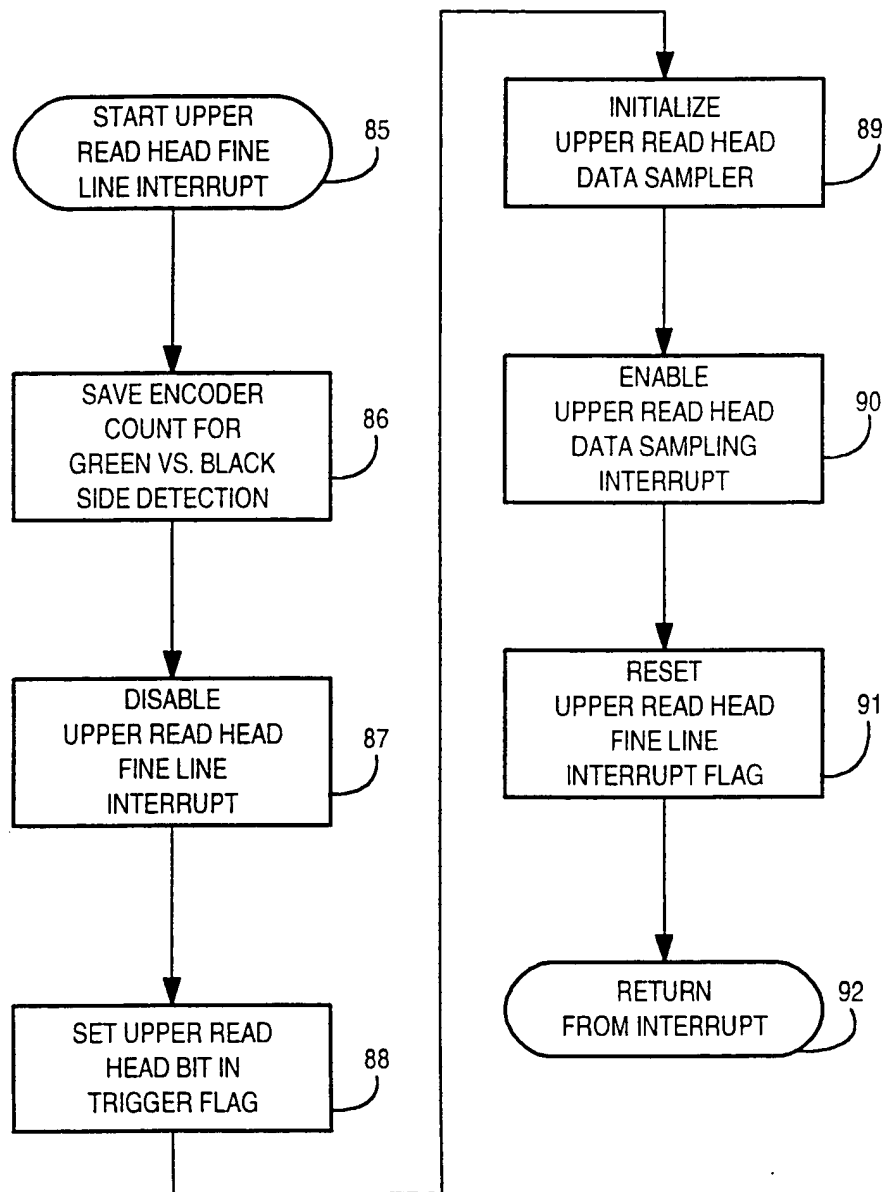 START UPPER
READ HEAD FINE
LINE INTERRUPT
85
SAVE ENCODER
COUNT FOR
GREEN VS. BLACK
SIDE DETECTION
86
DISABLE
UPPER READ HEAD
FINE LINE
INTERRUPT
87
SET UPPER READ
HEAD BIT IN
TRIGGER FLAG
88
INITIALIZE
UPPER READ HEAD
DATA SAMPLER
89
ENABLE
UPPER READ HEAD
DATA SAMPLING
INTERRUPT
90
RESET
UPPER READ HEAD
FINE LINE
INTERRUPT FLAG
91
RETURN
FROM INTERRUPT
92